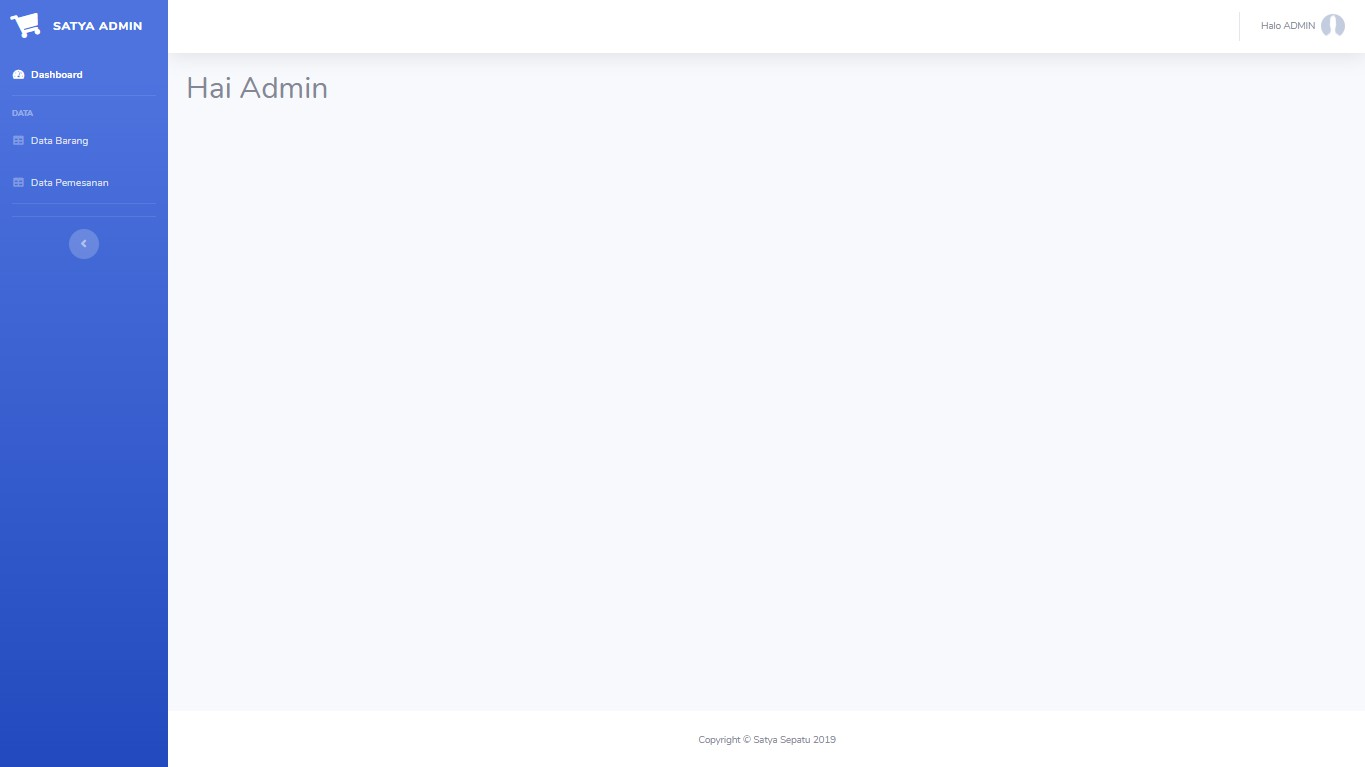 SATYA ADMIN
Halo ADMIN
Dashboard
DATA
Data Barang
Data Pemesanan
Hai Admin
Copyright © Satya Sepatu 2019